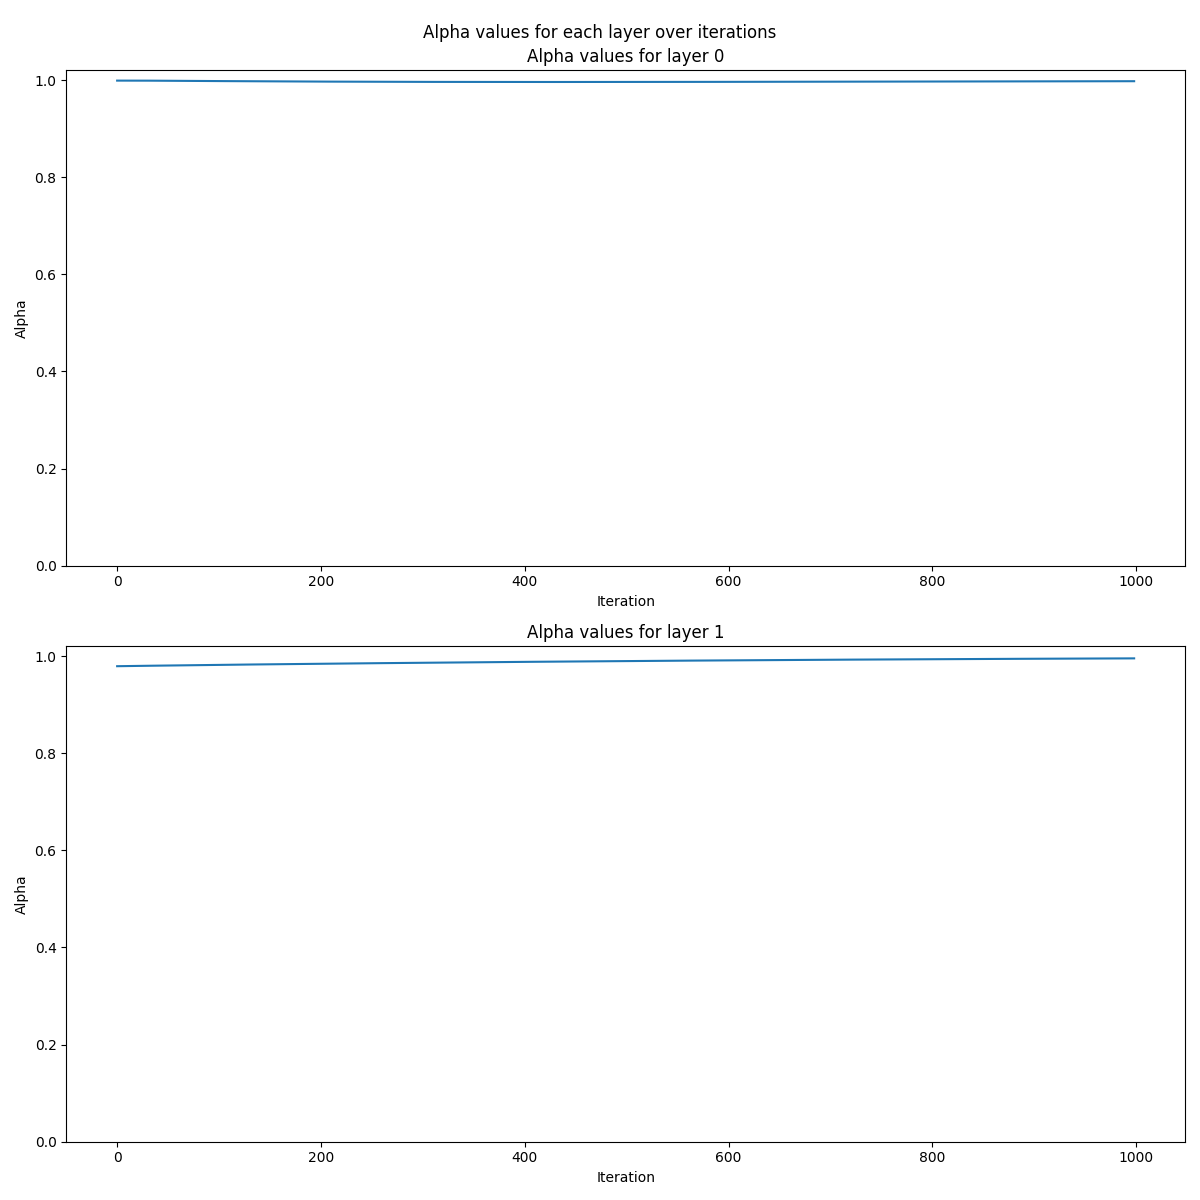 Alpha values for each layer over iterations
Alpha values for layer 0
1.0
0.8
0.6
0.4
0.2
0.0
Alpha
0 200 400 600 800 1000
Iteration
Alpha values for layer 1
1.0
0.8
0.6
0.4
0.2
0.0
Alpha
0 200 400 600 800 1000
Iteration